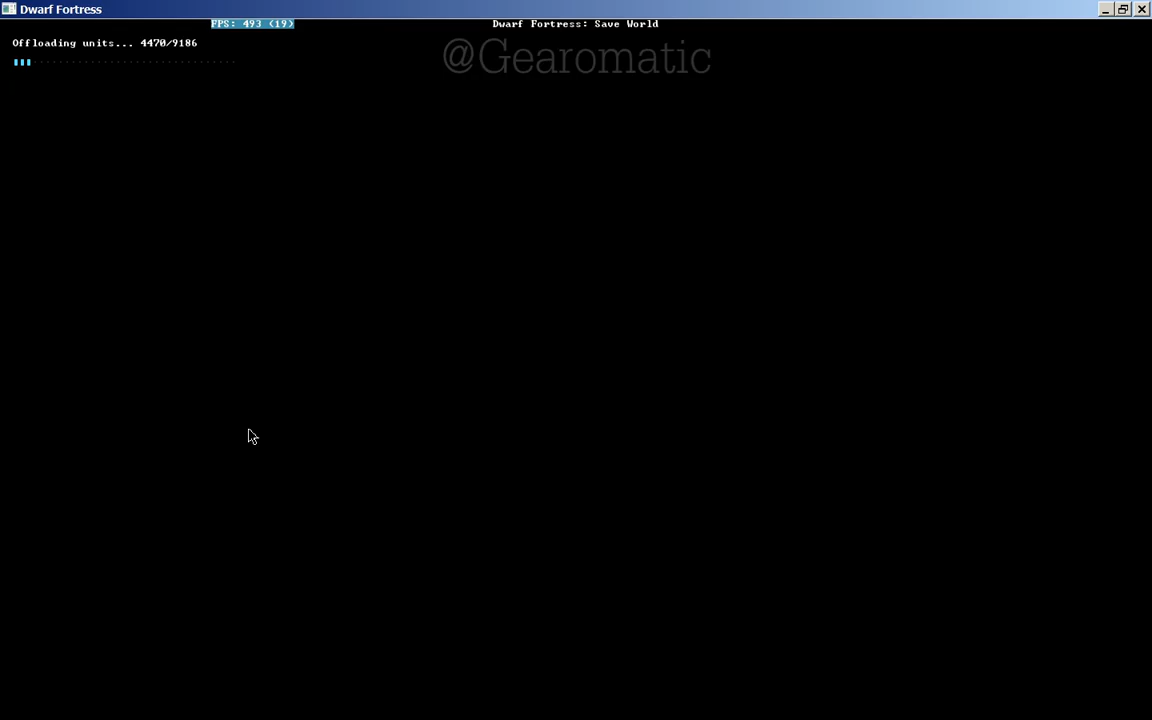 Dwarf Fortress
FPS: 493 (19)
Dwarf Fortress: Save World
Offloading units... 4470/9186
@Gearomatic